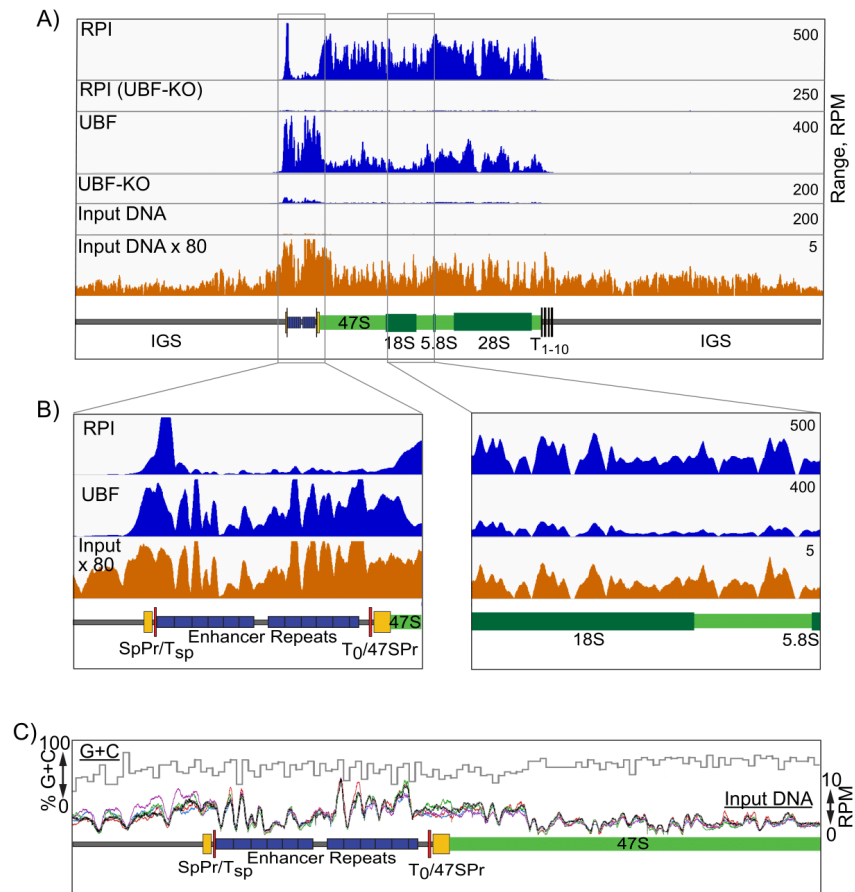 A)
RPI
500
RPI (UBF-KO)
250
UBF
400
UBF-KO
200
Input DNA
200
Input DNA x 80
5
Range, RPM
47S
IGS
18S
5.8S
28S
T1-10
IGS
B)
RPI
UBF
Input
x 80
47S
Enhancer Repeats
SpPr/Tsp
T0/47SPr
500
400
5
18S
5.8S
C)
100
G+C
% G+C
0
10
Input DNA
RPM
0
47S
Enhancer Repeats
SpPr/Tsp
T0/47SPr